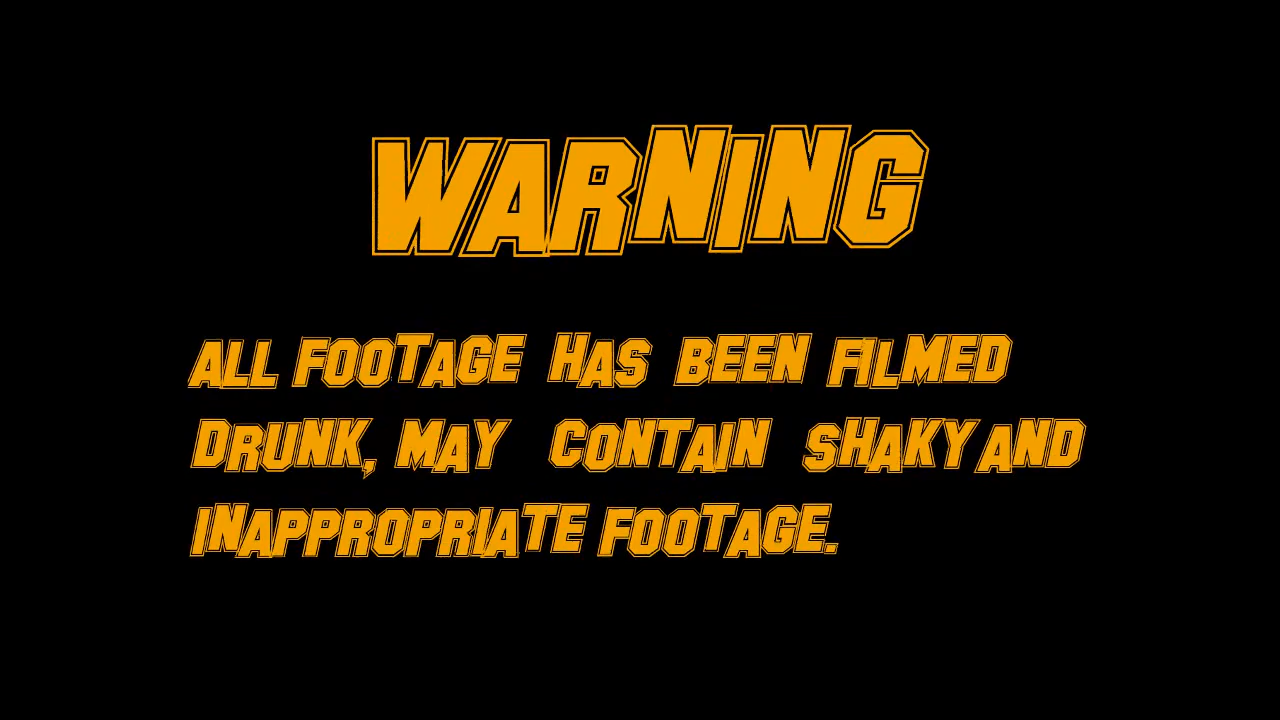 WARNING
ALL FOOTAGE HAS BEEN FILMED
DRUNK, MAY CONTAIN SHAKY AND
INAPPROPRIATE FOOTAGE.